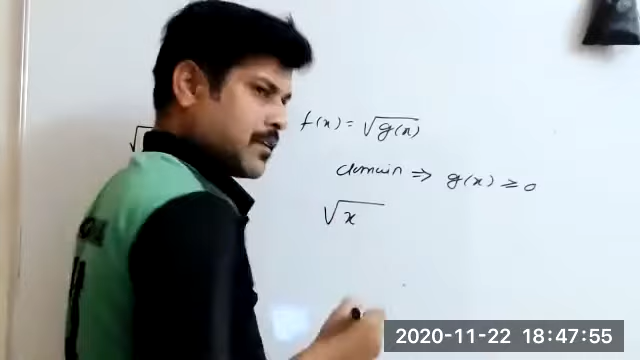 f(x) = √g(x)
domain ⇒ g(x) ≥ 0
√x
2020-11-22 18:47:55